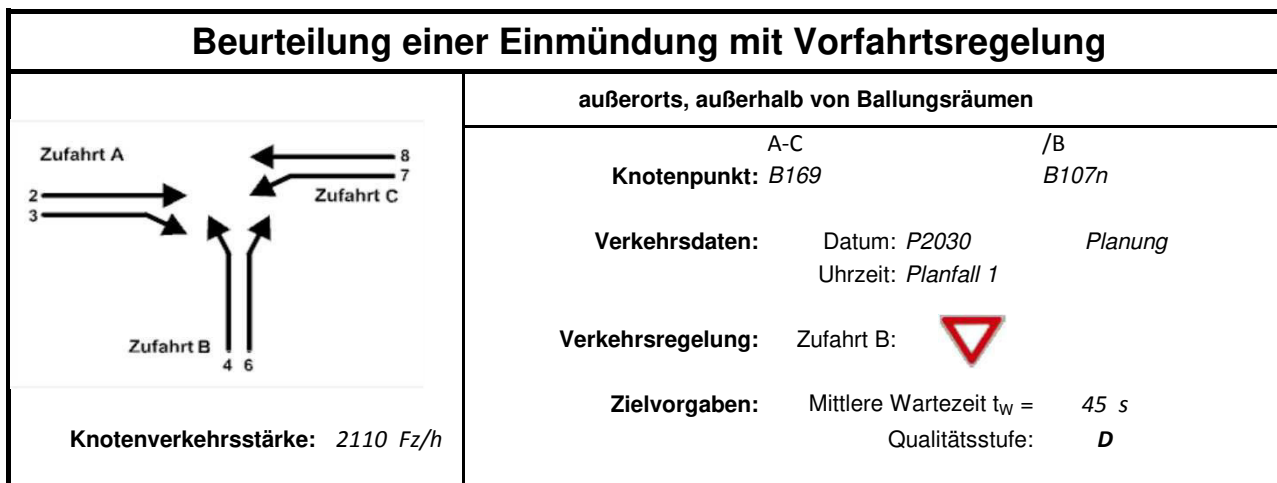 Beurteilung einer Einmündung mit Vorfahrtsregelung
außerorts, außerhalb von Ballungsräumen
Zufahrt A
8
7
Zufahrt C
2
3
Zufahrt B
4 6
Knotenverkehrsstärke: 2110 Fz/h
A-C /B
Knotenpunkt: B169 B107n
Verkehrsdaten: Datum: P2030 Planung
Uhrzeit: Planfall 1
Verkehrsregelung: Zufahrt B:
Zielvorgaben: Mittlere Wartezeit tW = 45 s
Qualitätsstufe: D